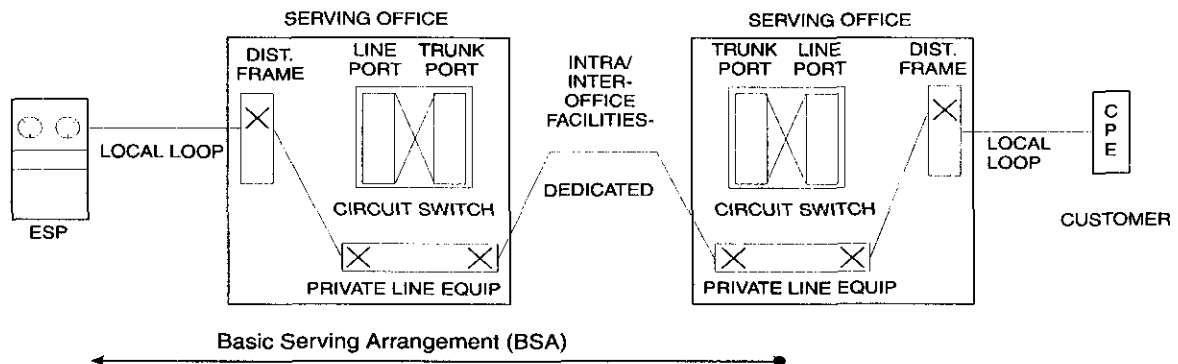 SERVING OFFICE
SERVING OFFICE
DIST.
FRAME
LINE
PORT
TRUNK
PORT
INTRA/
INTER-
OFFICE
FACILITIES-
TRUNK
PORT
LINE
PORT
DIST.
FRAME
LOCAL LOOP
DEDICATED
LOCAL
LOOP
CPE
ESP
CIRCUIT SWITCH
CIRCUIT SWITCH
CUSTOMER
PRIVATE LINE EQUIP
PRIVATE LINE EQUIP
Basic Serving Arrangement (BSA)